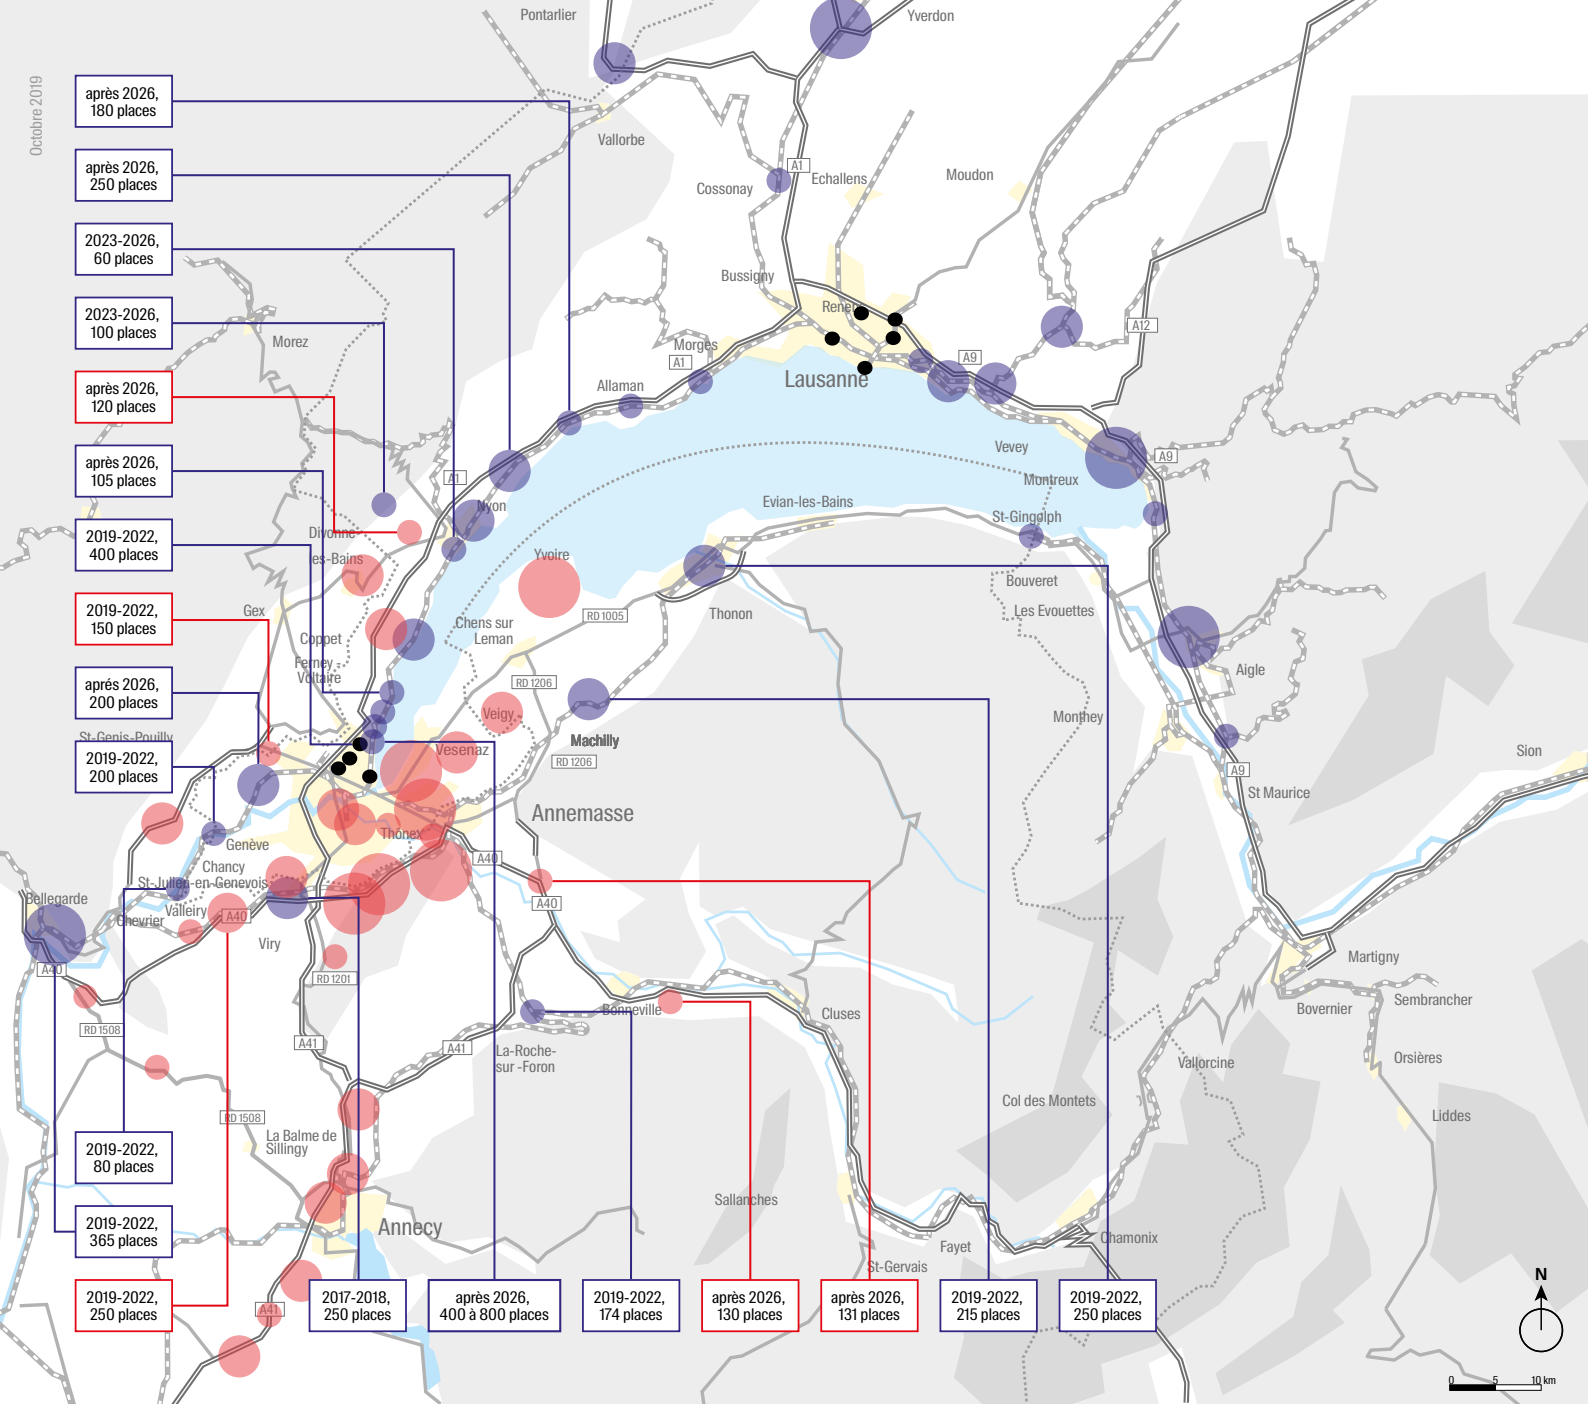 Octobre 2019
Pontarlier
Yverdon
Vallorbe
Cossonay
A1
Echallens
Moudon
Bussigny
Renens
Morges
A1
A9
A12
Lausanne
Allaman
Morez
Vevey
A9
Montreux
Evian-les-Bains
St-Gingolph
A1
Nyon
Divonne-
les-Bains
Yvoire
Bouveret
Les Evouettes
Gex
RD 1005
Thonon
Coppet
Chens sur
Leman
Ferney -
Voltaire
Aigle
RD 1206
Veigy
Monthey
St-Genis-Pouilly
Vesenaz
Machilly
RD 1206
Sion
A9
St Maurice
Annemasse
Thônex
Genève
Chancy
A40
St-Julien-en-Genevois
Bellegarde
Valleiry
Chevrier
A40
A40
Viry
A40
RD 1201
Martigny
Bovernier
Sembrancher
Bonneville
Cluses
RD 1508
A41
A41
La-Roche-
sur -Foron
Orsières
Vallorcine
Col des Montets
Liddes
RD 1508
La Balme de
Sillingy
Sallanches
Annecy
Fayet
Chamonix
St-Gervais
A41
après 2026,
180 places
après 2026,
250 places
2023-2026,
60 places
2023-2026,
100 places
après 2026,
120 places
après 2026,
105 places
2019-2022,
400 places
2019-2022,
150 places
aprés 2026,
200 places
2019-2022,
200 places
2019-2022,
80 places
2019-2022,
365 places
2019-2022,
250 places
2017-2018,
250 places
après 2026,
400 à 800 places
2019-2022,
174 places
après 2026,
130 places
après 2026,
131 places
2019-2022,
215 places
2019-2022,
250 places
N
0 5 10 km